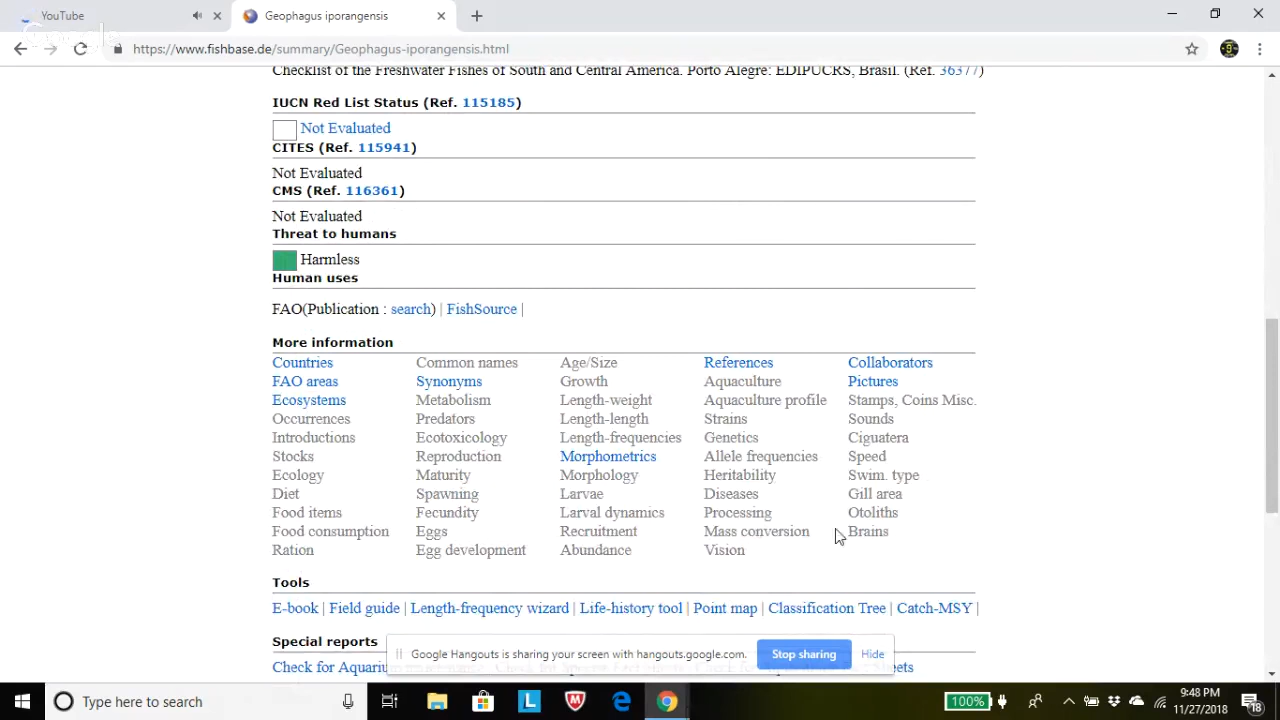 YouTube
Geophagus iporangensis
https://www.fishbase.de/summary/Geophagus-iporangensis.html
Checklist of the Freshwater Fishes of South and Central America. Porto Alegre: EDIPUCRS, Brasil. (Ref. 36377)
IUCN Red List Status (Ref. 115185)
Not Evaluated
CITES (Ref. 115941)
Not Evaluated
CMS (Ref. 116361)
Not Evaluated
Threat to humans
Harmless
Human uses
FAO(Publication : search) | FishSource |
More information
Countries Common names Age/Size References Collaborators
FAO areas Synonyms Growth Aquaculture Pictures
Ecosystems Metabolism Length-weight Aquaculture profile Stamps, Coins Misc.
Occurrences Predators Length-length Strains Sounds
Introductions Ecotoxicology Length-frequencies Genetics Ciguatera
Stocks Reproduction Morphometrics Allele frequencies Speed
Ecology Maturity Morphology Heritability Swim. type
Diet Spawning Larvae Diseases Gill area
Food items Fecundity Larval dynamics Processing Otoliths
Food consumption Eggs Recruitment Mass conversion Brains
Ration Egg development Abundance Vision
Tools
E-book | Field guide | Length-frequency wizard | Life-history tool | Point map | Classification Tree | Catch-MSY |
Special reports
Check for Aquarium
Google Hangouts is sharing your screen with hangouts.google.com. Stop sharing Hide
Type here to search
100%
9:48 PM
11/27/2018
18